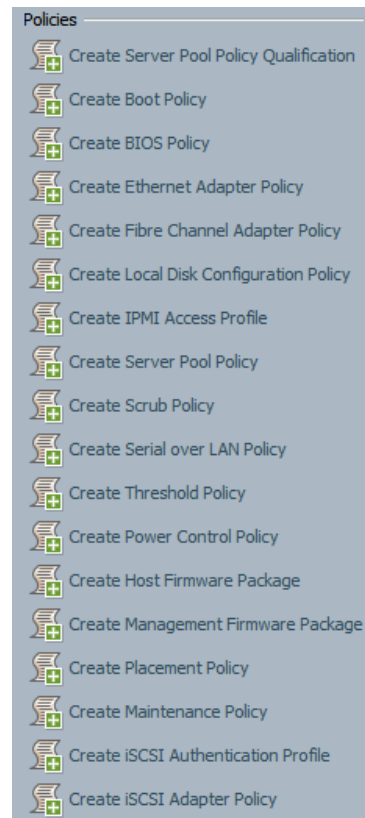 Policies
Create Server Pool Policy Qualification
Create Boot Policy
Create BIOS Policy
Create Ethernet Adapter Policy
Create Fibre Channel Adapter Policy
Create Local Disk Configuration Policy
Create IPMI Access Profile
Create Server Pool Policy
Create Scrub Policy
Create Serial over LAN Policy
Create Threshold Policy
Create Power Control Policy
Create Host Firmware Package
Create Management Firmware Package
Create Placement Policy
Create Maintenance Policy
Create iSCSI Authentication Profile
Create iSCSI Adapter Policy